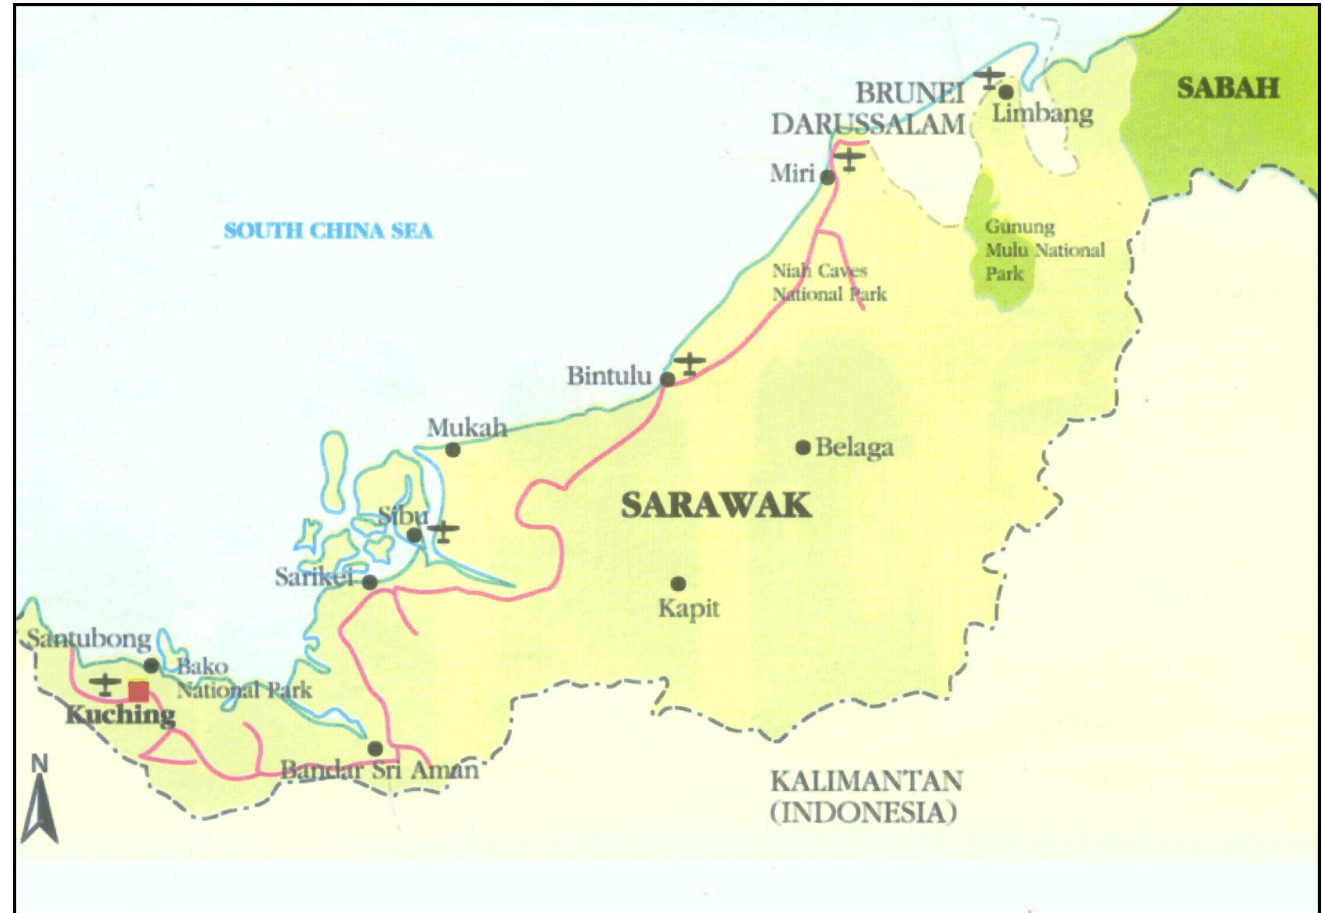 SABAH
BRUNEI
DARUSSALAM
Limbang
Miri
SOUTH CHINA SEA
Gunung
Mulu National
Park
Niah Caves
National Park
Bintulu
Mukah
Belaga
SARAWAK
Sibu
Sarikei
Kapit
Santubong
Bako
National Park
Kuching
Bandar Sri Aman
N
KALIMANTAN
(INDONESIA)